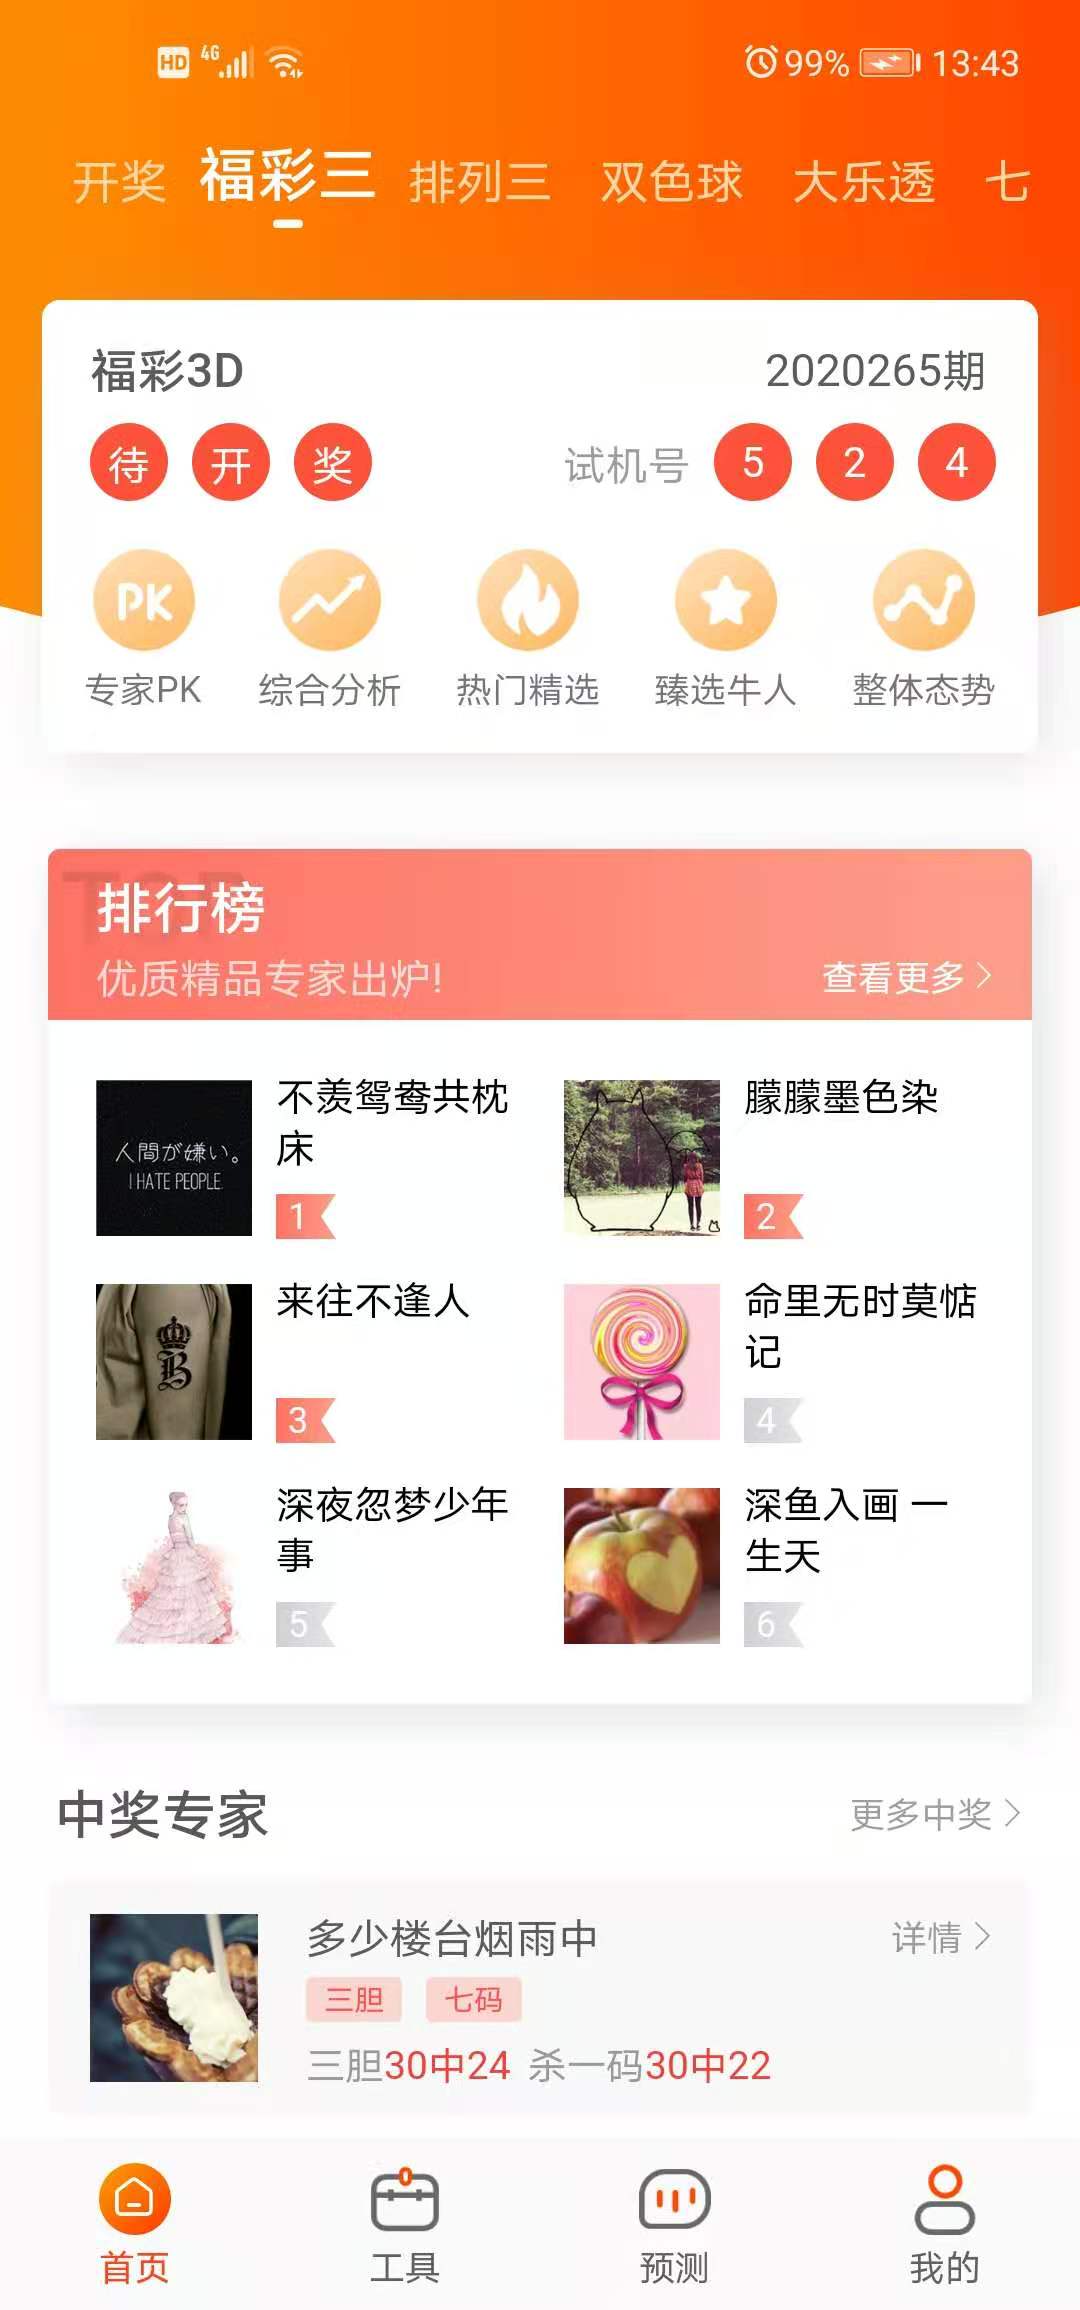 HD 4G 99% 13:43
开奖 福彩三 排列三 双色球 大乐透 七
福彩3D 2020265期
待 开 奖 试机号 5 2 4
PK
专家PK 综合分析 热门精选 臻选牛人 整体态势
TOP
排行榜
优质精品专家出炉!
查看更多
人間が嫌い。
I HATE PEOPLE.
不羡鸳鸯共枕
床
1
朦朦墨色染
2
B
来往不逢人
3
命里无时莫惦
记
4
深夜忽梦少年
事
5
深鱼入画 一
生天
6
中奖专家 更多中奖
多少楼台烟雨中 详情
三胆 七码
三胆30中24 杀一码30中22
首页 工具 预测 我的